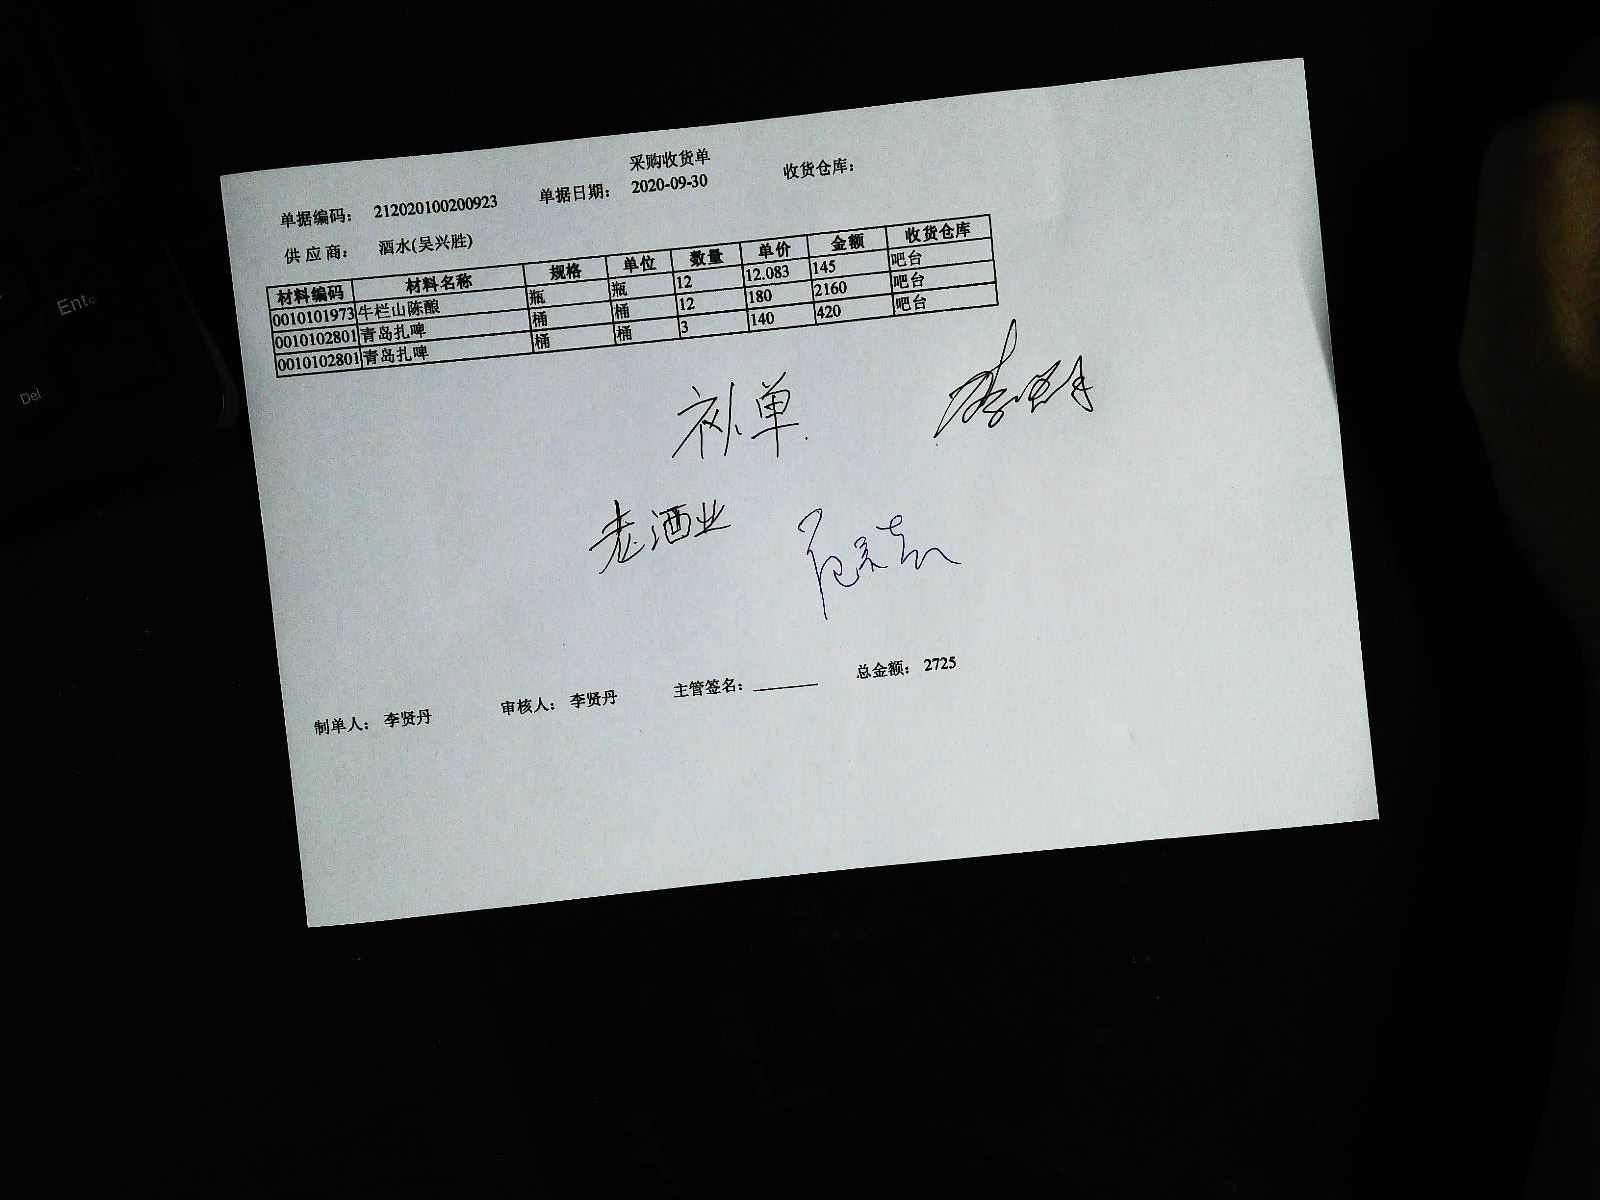 采购收货单
单据编码： 212020100200923 单据日期： 2020-09-30 收货仓库：
供 应 商： 酒水(吴兴胜)
材料编码 材料名称 规格 单位 数量 单价 金额 收货仓库
0010101973 牛栏山陈酿 瓶 瓶 12 12.083 145 吧台
0010102801 青岛扎啤 桶 桶 12 180 2160 吧台
0010102801 青岛扎啤 桶 桶 3 140 420 吧台
补单
老酒业
制单人： 李贤丹 审核人： 李贤丹 主管签名： 总金额： 2725
Ent
Del